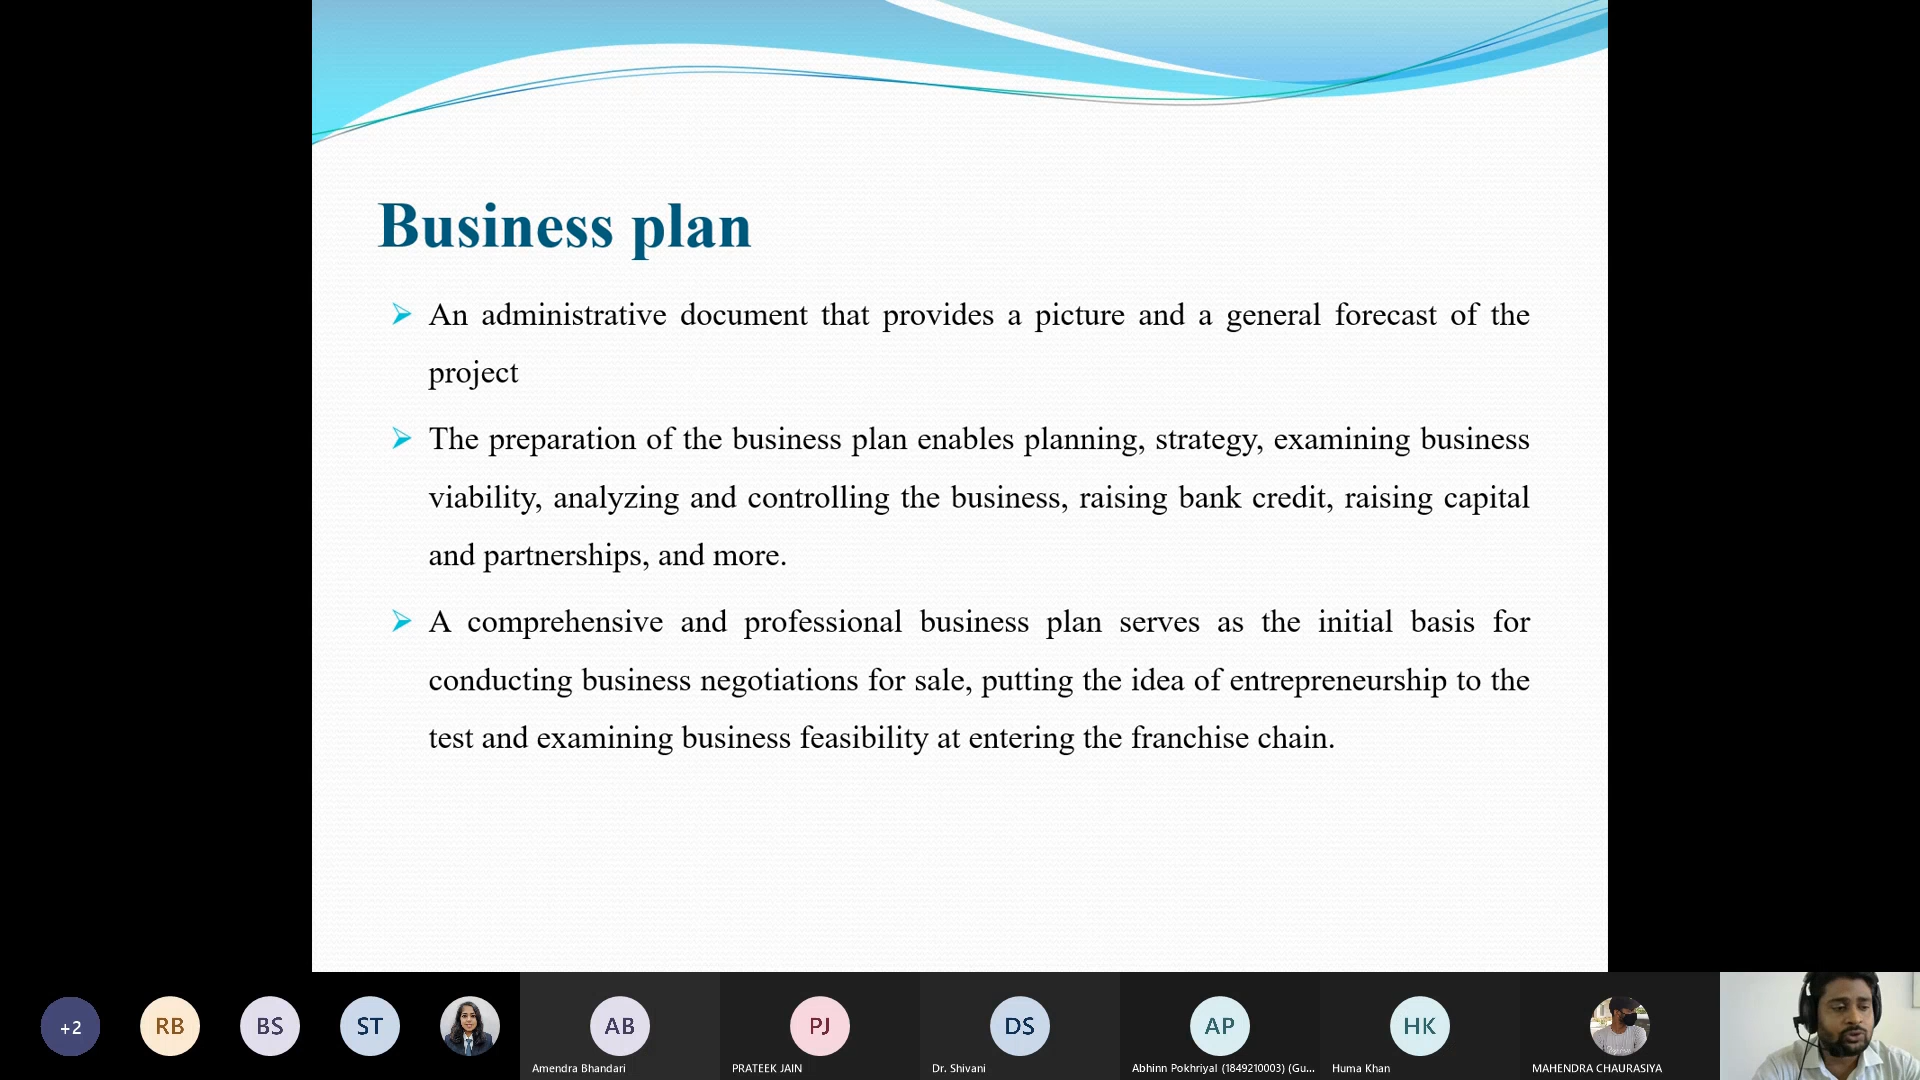 Business plan
An administrative document that provides a picture and a general forecast of the
project
The preparation of the business plan enables planning, strategy, examining business
viability, analyzing and controlling the business, raising bank credit, raising capital
and partnerships, and more.
A comprehensive and professional business plan serves as the initial basis for
conducting business negotiations for sale, putting the idea of entrepreneurship to the
test and examining business feasibility at entering the franchise chain.
+2
RB
BS
ST
AB
PJ
DS
AP
HK
Amendra Bhandari
PRATEEK JAIN
Dr. Shivani
Abhinn Pokhriyal (1849210003) (Gu...
Huma Khan
MAHENDRA CHAURASIYA